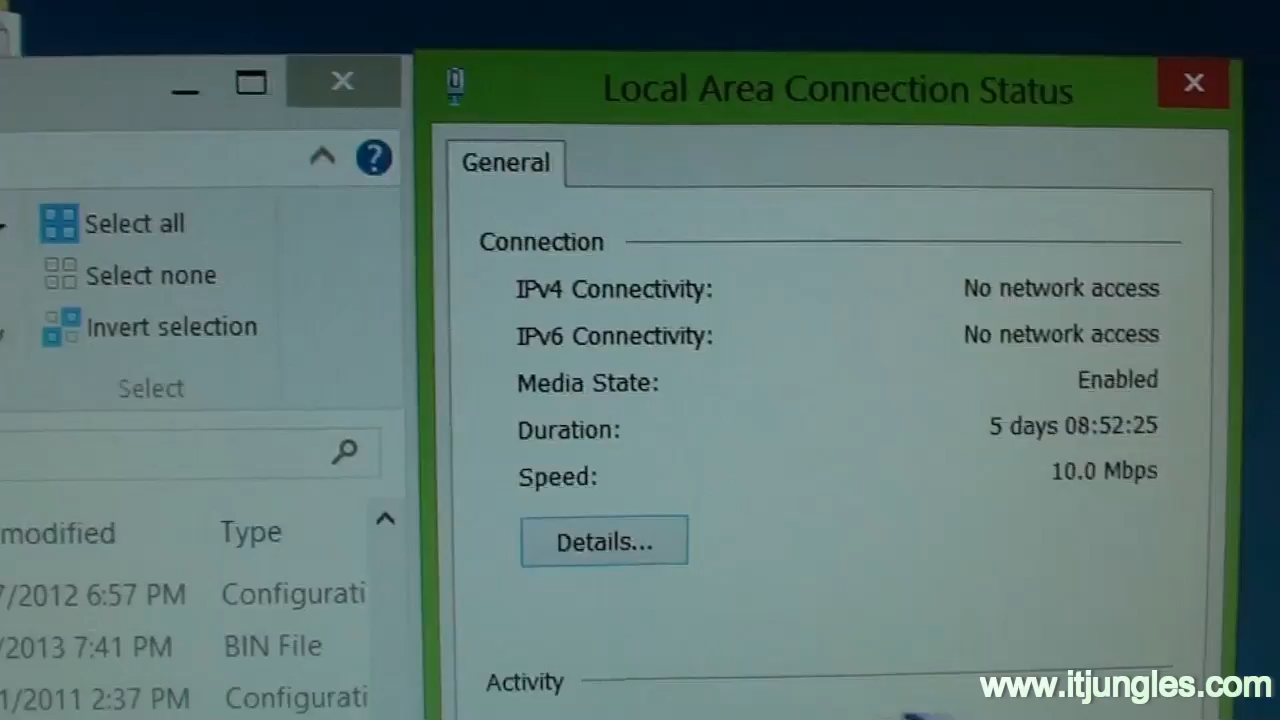 Local Area Connection Status
General
Select all
Select none
Invert selection
Select
modified Type
/2012 6:57 PM Configurati
/2013 7:41 PM BIN File
1/2011 2:37 PM Configurati
Connection
IPv4 Connectivity: No network access
IPv6 Connectivity: No network access
Media State: Enabled
Duration: 5 days 08:52:25
Speed: 10.0 Mbps
Details...
Activity
www.itjungles.com